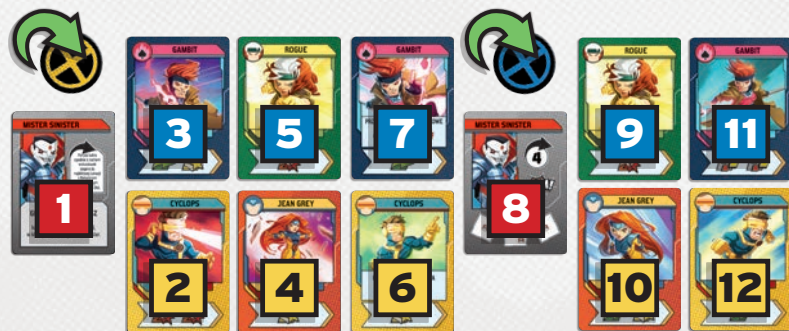 GAMBIT
ROGUE
GAMBIT
ROGUE
GAMBIT
3
5
7
9
11
MISTER SINISTER
MISTER SINISTER
4
1
8
CYCLOPS
JEAN GREY
CYCLOPS
JEAN GREY
CYCLOPS
2
4
6
10
12